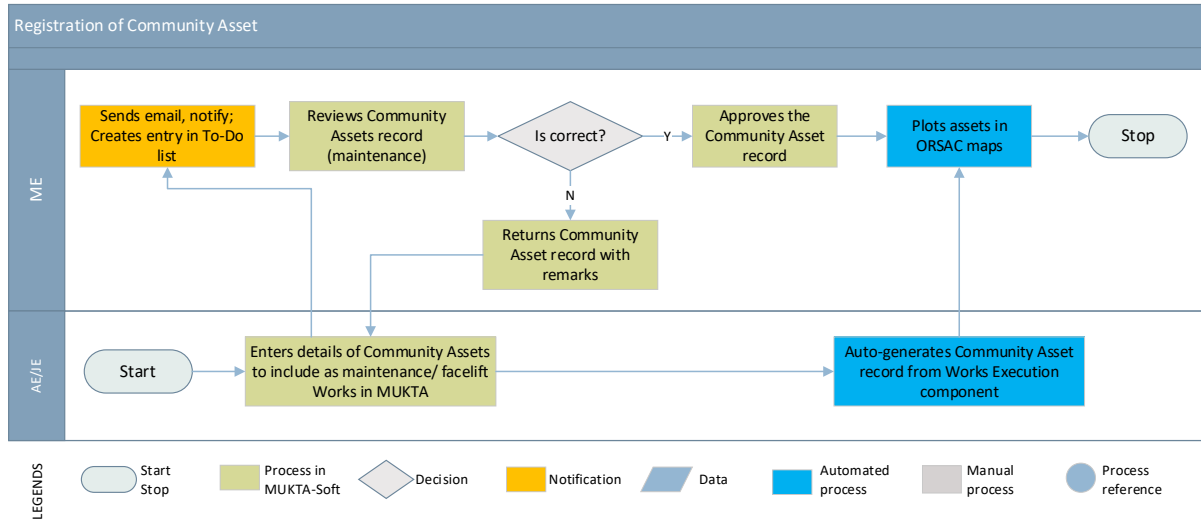 Registration of Community Asset
ME
Sends email, notify;
Creates entry in To-Do
list
Reviews Community
Assets record
(maintenance)
Is correct?
Y
Approves the
Community Asset
record
Plots assets in
ORSAC maps
Stop
N
Returns Community
Asset record with
remarks
AE/JE
Start
Enters details of Community Assets
to include as maintenance/ facelift
Works in MUKTA
Auto-generates Community Asset
record from Works Execution
component
LEGENDS
Start
Stop
Process in
MUKTA-Soft
Decision
Notification
Data
Automated
process
Manual
process
Process
reference